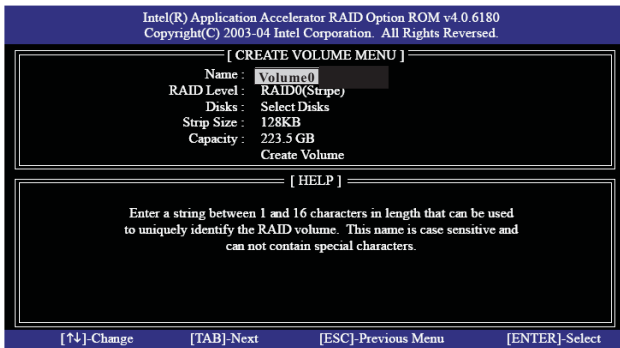 Intel(R) Application Accelerator RAID Option ROM v4.0.6180
Copyright(C) 2003-04 Intel Corporation. All Rights Reversed.
[ CREATE VOLUME MENU ]
Name : Volume0
RAID Level : RAID0(Stripe)
Disks : Select Disks
Strip Size : 128KB
Capacity : 223.5 GB
Create Volume
[ HELP ]
Enter a string between 1 and 16 characters in length that can be used
to uniquely identify the RAID volume. This name is case sensitive and
can not contain special characters.
[↑↓]-Change [TAB]-Next [ESC]-Previous Menu [ENTER]-Select